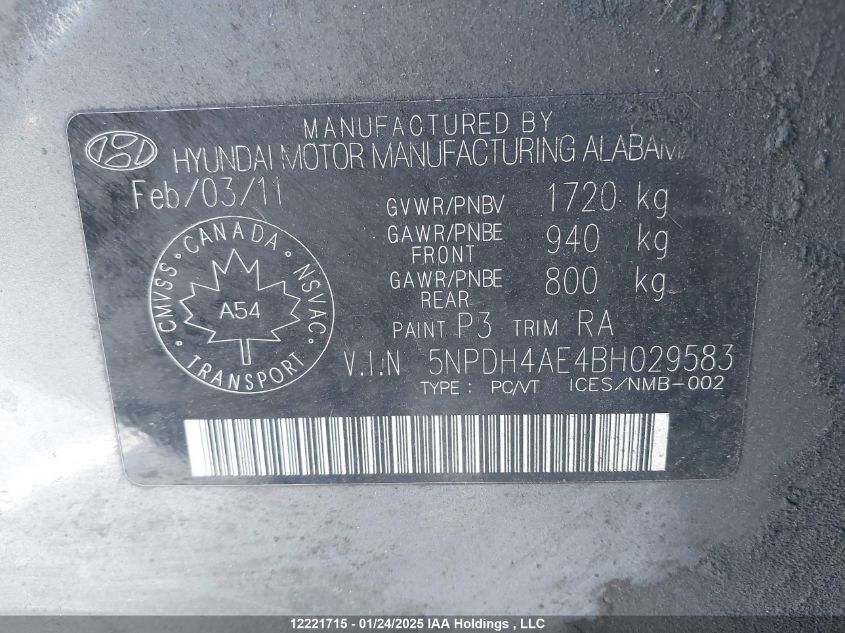 MANUFACTURED BY
HYUNDAI MOTOR MANUFACTURING ALABAMA
Feb/03/11
GVWR/PNBV 1720 kg
GAWR/PNBE FRONT 940 kg
GAWR/PNBE REAR 800 kg
PAINT P3 TRIM RA
V.I.N 5NPDH4AE4BH029583
TYPE : PC/VT ICES/NMB-002
CMVSS • CANADA • NSVAC
A54
TRANSPORT
12221715 - 01/24/2025 IAA Holdings , LLC